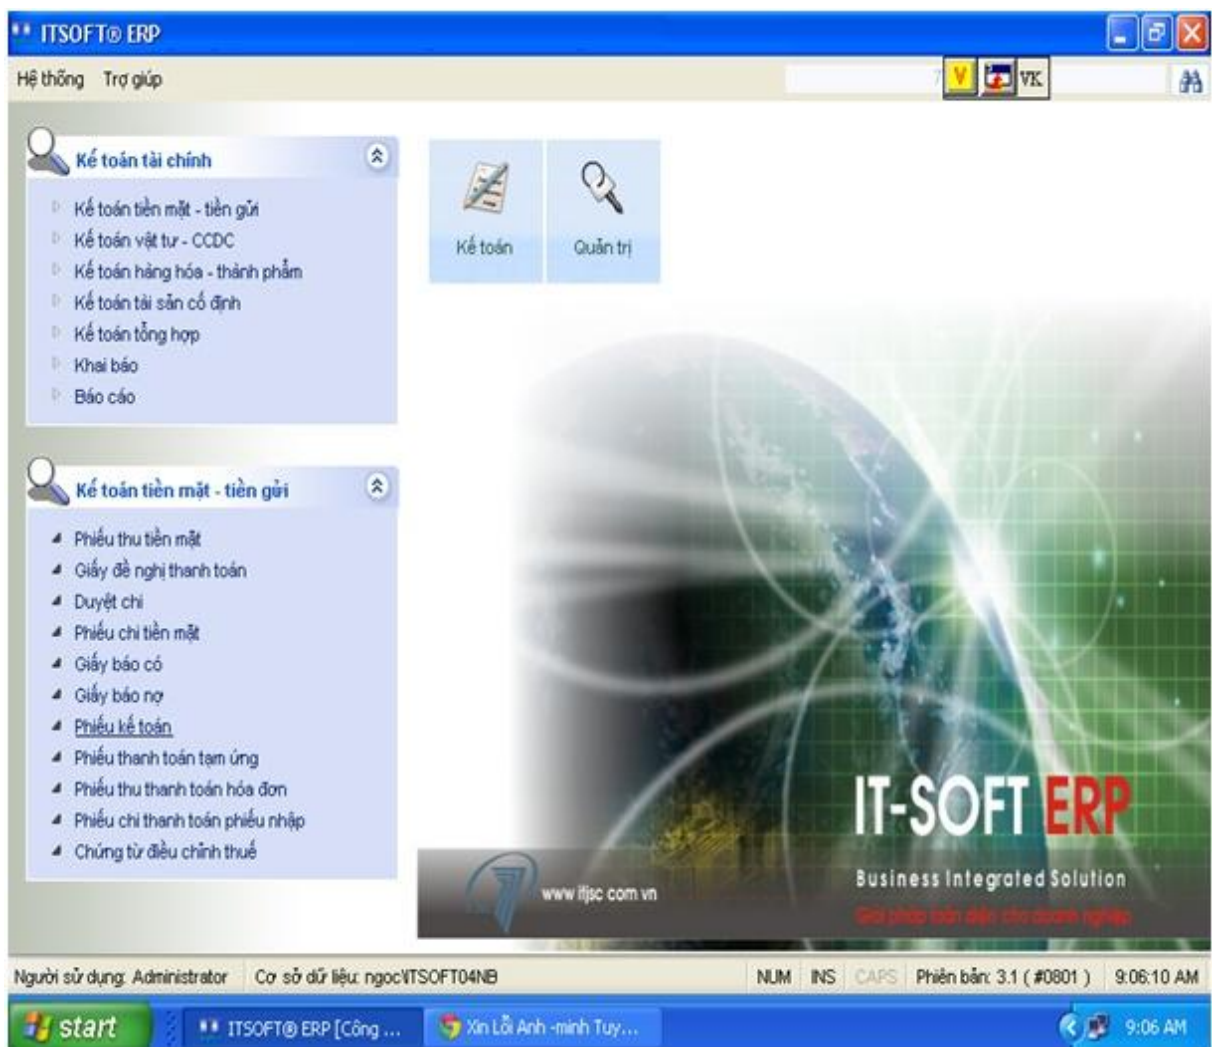 ITSOFT® ERP
Hệ thống Trợ giúp
V VK
Kế toán tài chính
Kế toán tiền mặt - tiền gửi
Kế toán vật tư - CCDC
Kế toán hàng hóa - thành phẩm
Kế toán tài sản cố định
Kế toán tổng hợp
Khai báo
Báo cáo
Kế toán Quản trị
Kế toán tiền mặt - tiền gửi
Phiếu thu tiền mặt
Giấy đề nghị thanh toán
Duyệt chi
Phiếu chi tiền mặt
Giấy báo có
Giấy báo nợ
Phiếu kế toán
Phiếu thanh toán tạm ứng
Phiếu thu thanh toán hóa đơn
Phiếu chi thanh toán phiếu nhập
Chứng từ điều chỉnh thuế
IT-SOFT ERP
Business Integrated Solution
www itjsc com vn
Giải pháp toàn diện cho doanh nghiệp
Người sử dụng: Administrator Cơ sở dữ liệu: ngoc\ITSOFT04NB NUM INS CAPS Phiên bản: 3.1 ( #0801 ) 9:06:10 AM
start ITSOFT® ERP [Công ... Xin Lỗi Anh -minh Tuy... 9:06 AM